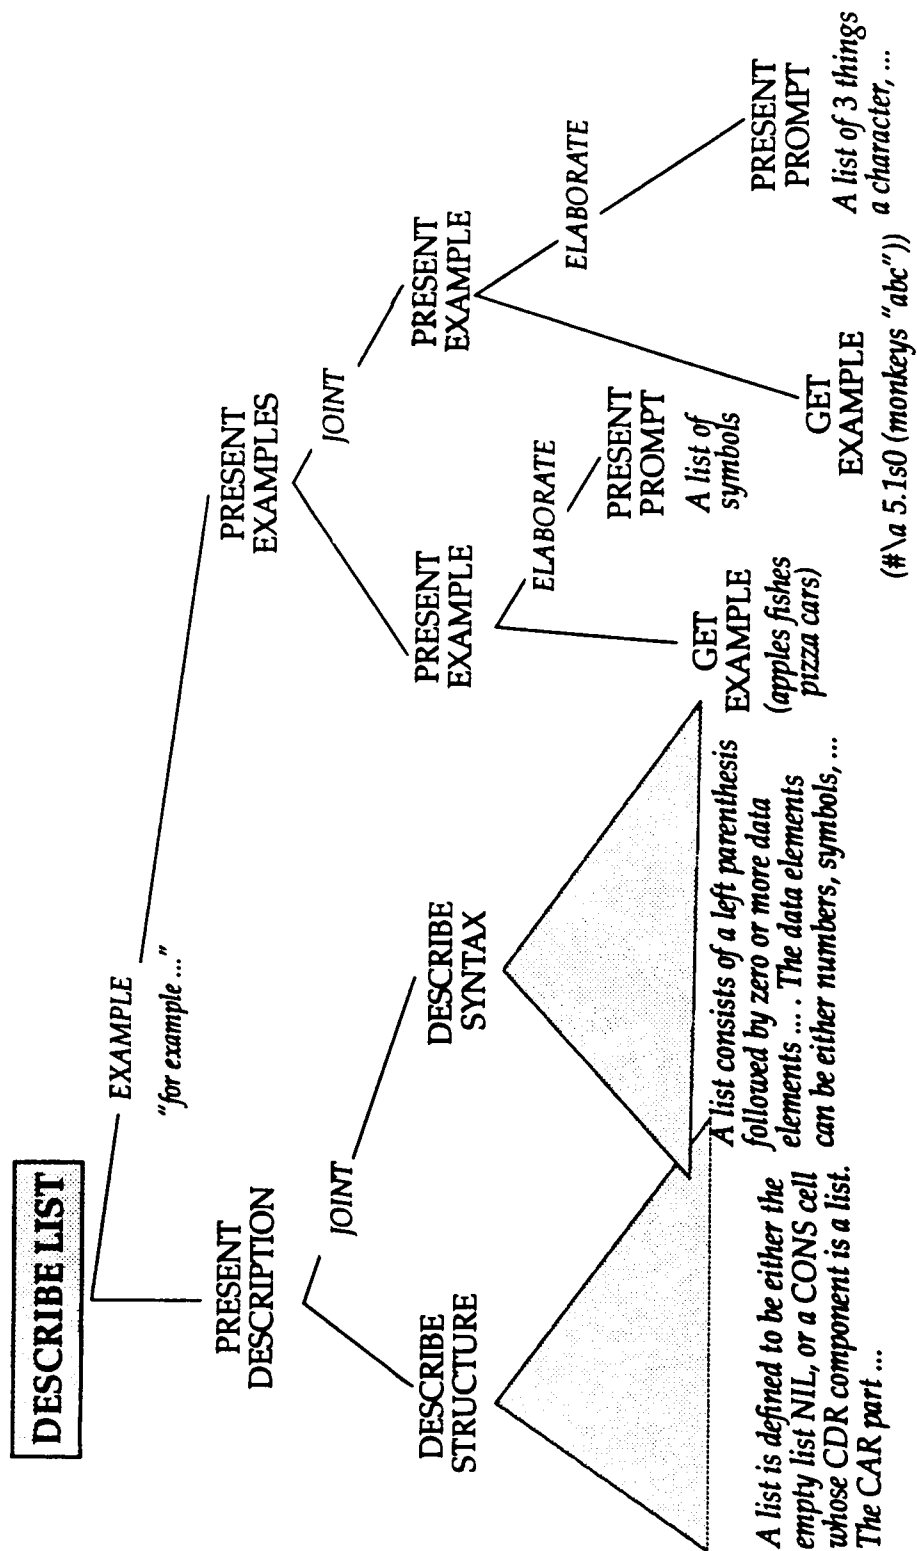 DESCRIBE LIST
EXAMPLE
"for example ..."
PRESENT
DESCRIPTION
PRESENT
EXAMPLES
JOINT
JOINT
DESCRIBE
STRUCTURE
DESCRIBE
SYNTAX
PRESENT
EXAMPLE
PRESENT
EXAMPLE
ELABORATE
ELABORATE
A list is defined to be either the
empty list NIL, or a CONS cell
whose CDR component is a list.
The CAR part ...
A list consists of a left parenthesis
followed by zero or more data
elements ... The data elements
can be either numbers, symbols, ...
GET
EXAMPLE
(apples fishes
pizza cars)
PRESENT
PROMPT
A list of
symbols
GET
EXAMPLE
(#\a 5.1s0 (monkeys "abc"))
PRESENT
PROMPT
A list of 3 things
a character, ...